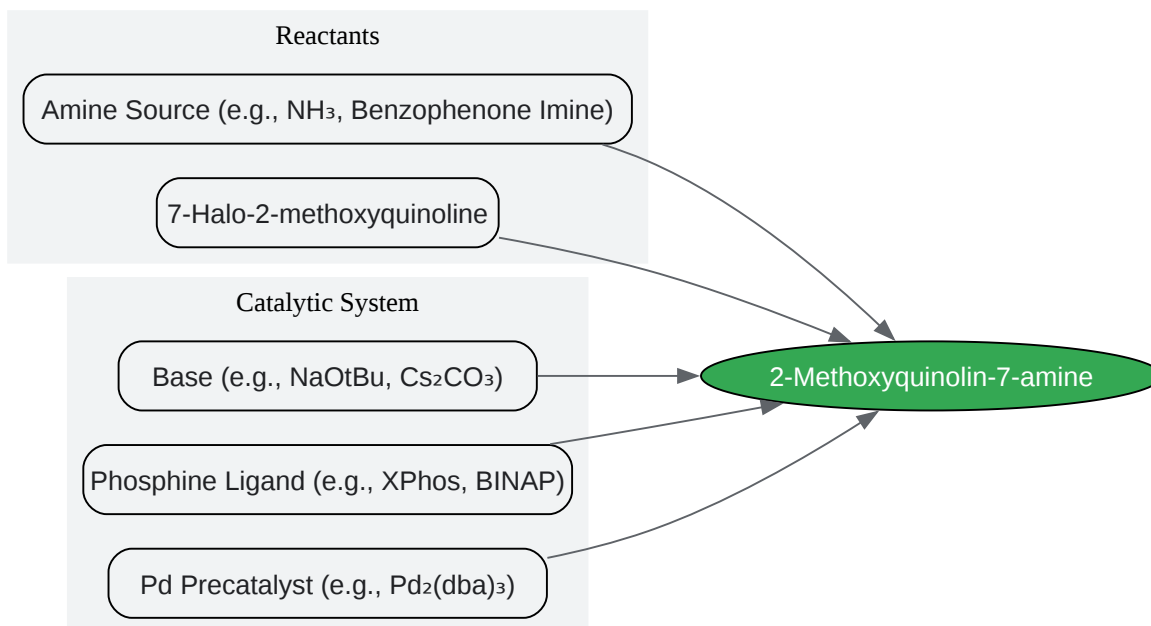 Reactants
Amine Source (e.g., NH₃, Benzophenone Imine)
7-Halo-2-methoxyquinoline
Catalytic System
Base (e.g., NaOtBu, Cs₂CO₃)
2-Methoxyquinolin-7-amine
Phosphine Ligand (e.g., XPhos, BINAP)
Pd Precatalyst (e.g., Pd₂(dba)₃)